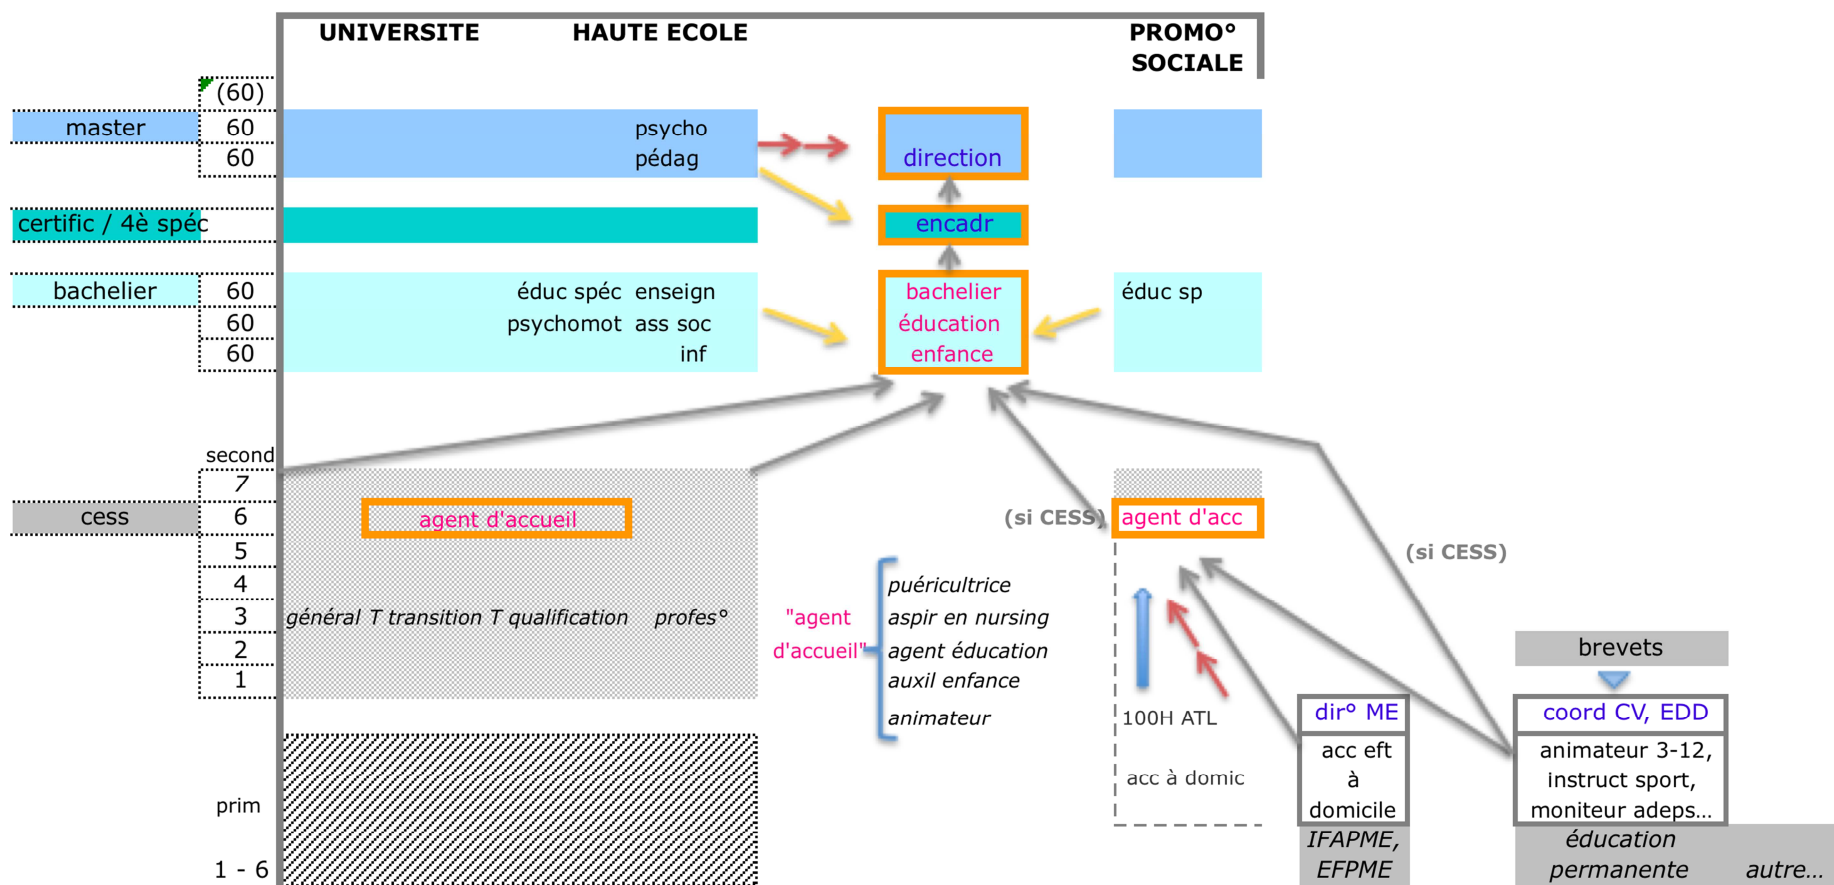 UNIVERSITE HAUTE ECOLE PROMO°
SOCIALE
(60)
master 60 psycho
60 pédag direction
certific / 4è spéc encadr
bachelier 60 éduc spéc enseign bachelier éduc sp
60 psychomot ass soc éducation
60 inf enfance
second
7
cess 6 agent d'accueil (si CESS) agent d'acc
5 (si CESS)
4 puéricultrice
3 général T transition T qualification profes° "agent aspir en nursing
2 d'accueil" agent éducation brevets
1 auxil enfance
animateur 100H ATL dir° ME coord CV, EDD
acc eft animateur 3-12,
acc à domic à instruct sport,
prim domicile moniteur adeps...
IFAPME, éducation
1 - 6 EFPME permanente autre...